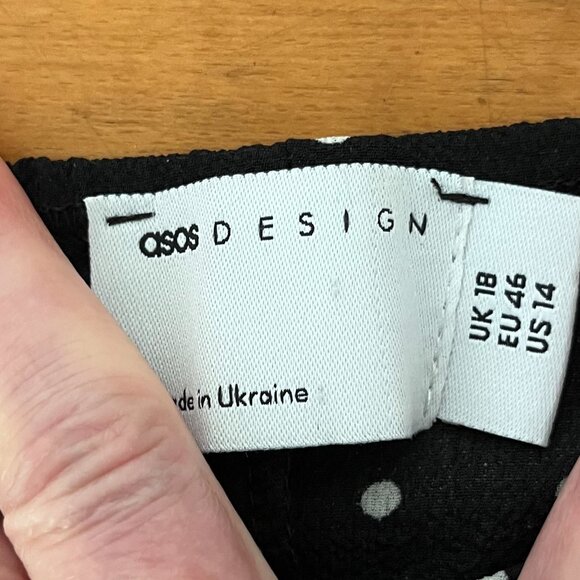 asos DESIGN
in Ukraine
UK 18
EU 46
US 14